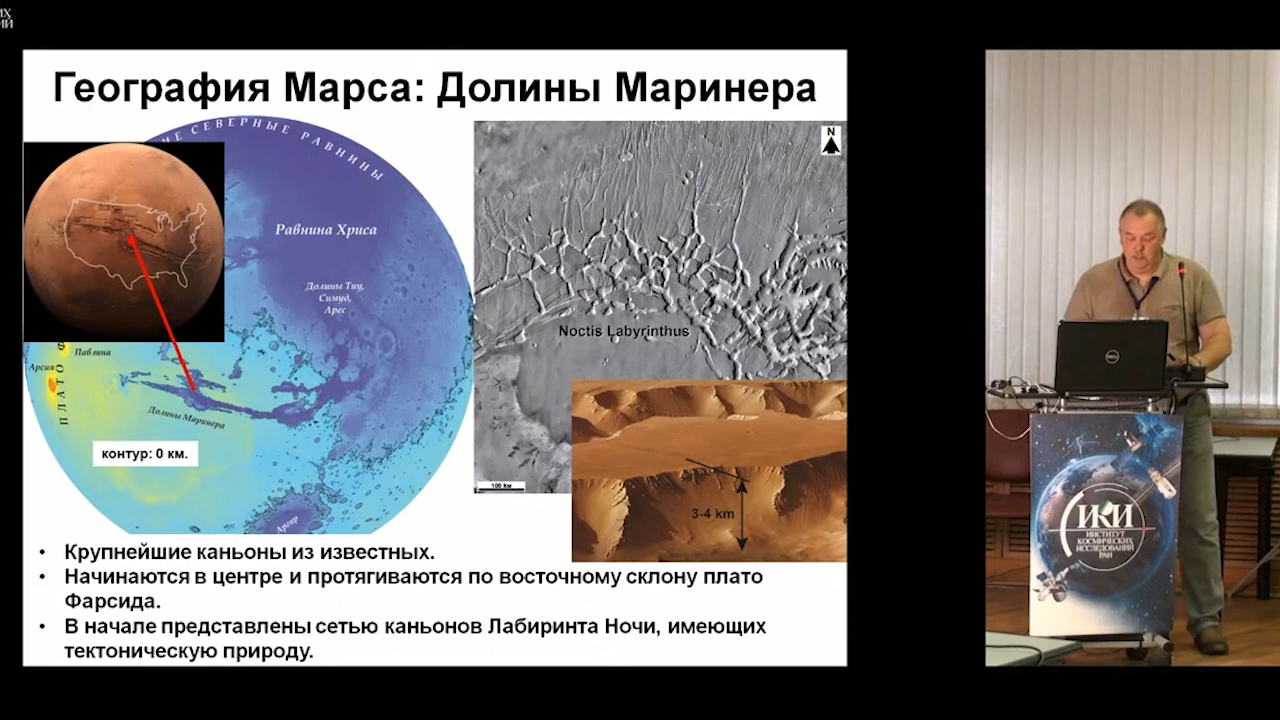 География Марса: Долины Маринера
ИЕ СЕВЕРНЫЕ РАВНИНЫ
Равнина Хриса
Долины Тиу,
Симуд,
Арес
Павлина
Арсия
ПЛАТО Ф
Долины Маринера
контур: 0 км.
Аргир
N
Noctis Labyrinthus
100 km
3-4 km
• Крупнейшие каньоны из известных.
• Начинаются в центре и протягиваются по восточному склону плато
Фарсида.
• В начале представлены сетью каньонов Лабиринта Ночи, имеющих
тектоническую природу.
DELL
ИКИ
ИНСТИТУТ
КОСМИЧЕСКИХ
ИССЛЕДОВАНИЙ
РАН